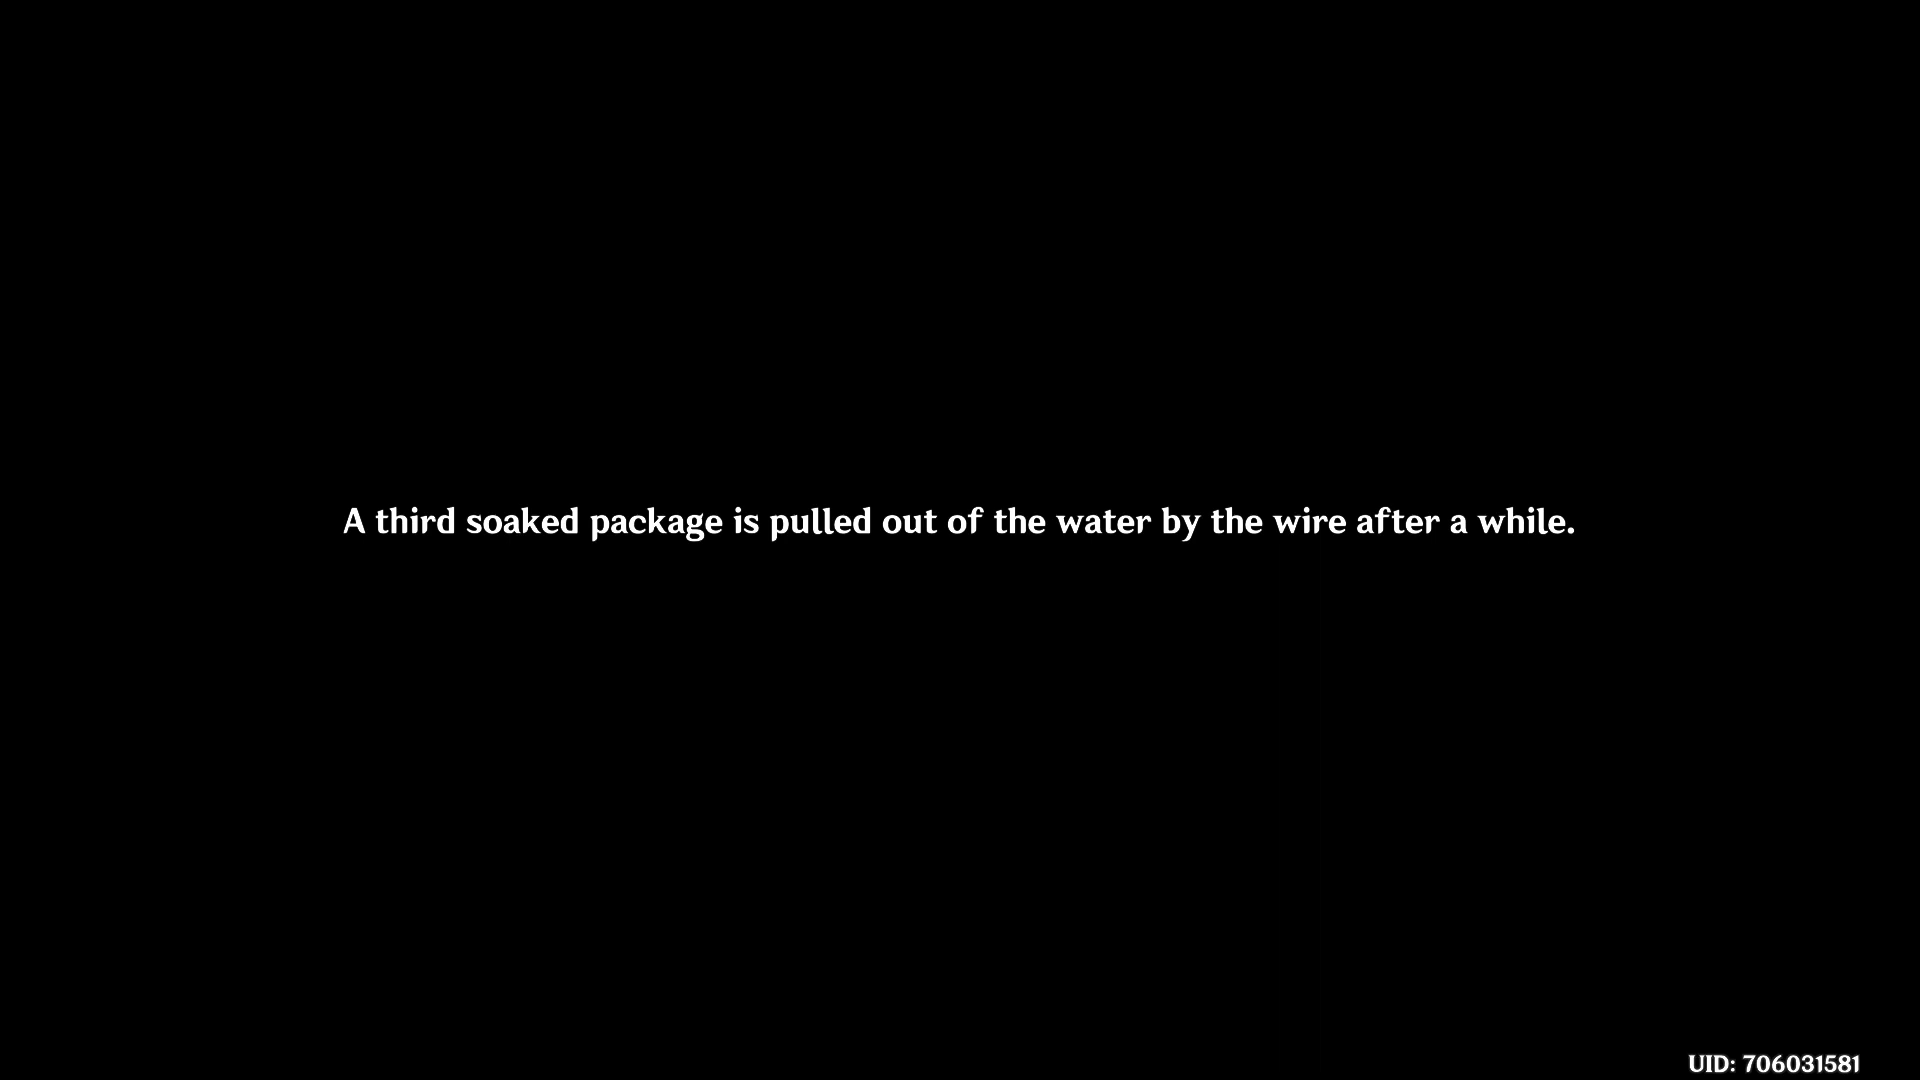 A third soaked package is pulled out of the water by the wire after a while.
UID: 706031581